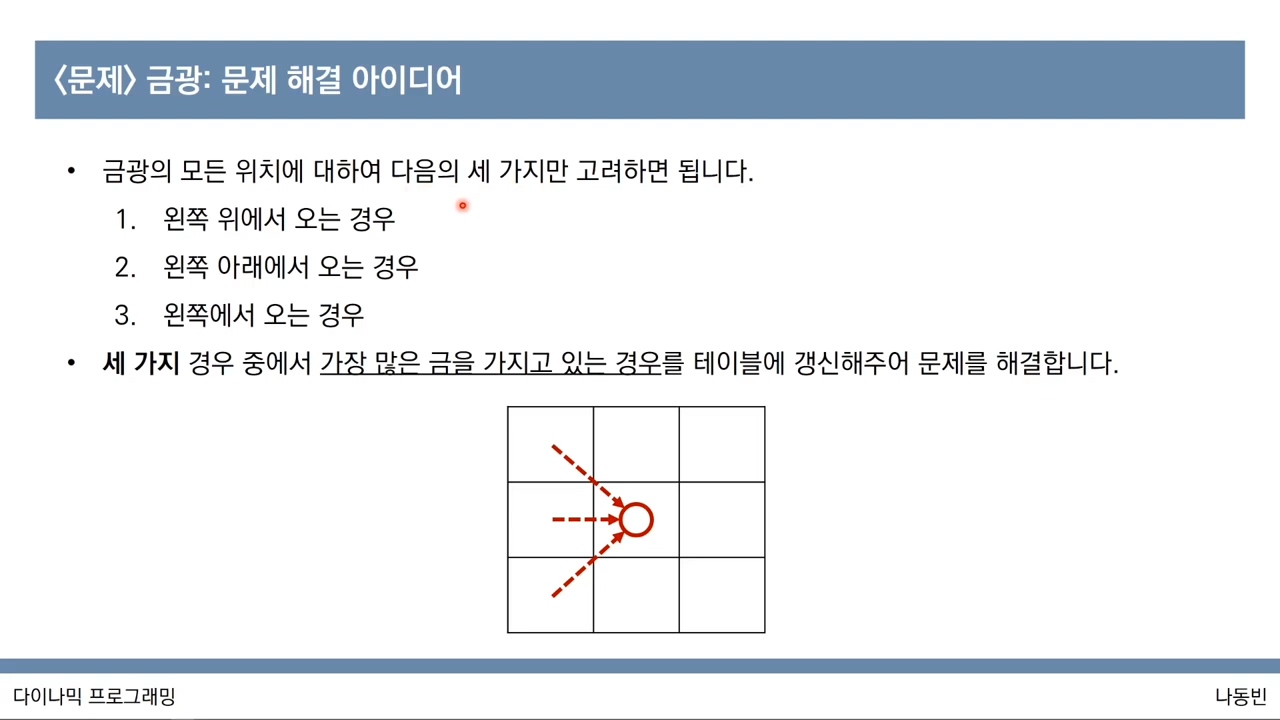 〈문제〉 금광: 문제 해결 아이디어
• 금광의 모든 위치에 대하여 다음의 세 가지만 고려하면 됩니다.
1. 왼쪽 위에서 오는 경우
2. 왼쪽 아래에서 오는 경우
3. 왼쪽에서 오는 경우
• 세 가지 경우 중에서 가장 많은 금을 가지고 있는 경우를 테이블에 갱신해주어 문제를 해결합니다.
다이나믹 프로그래밍
나동빈